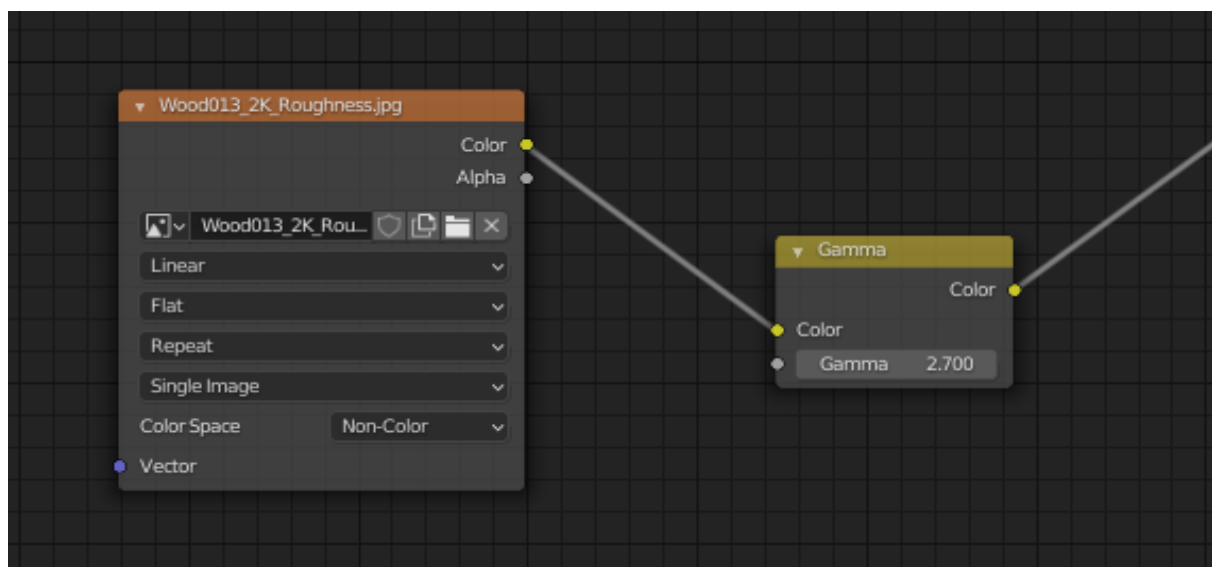 Wood013_2K_Roughness.jpg
Color
Alpha
Wood013_2K_Rou...
Linear
Flat
Repeat
Single Image
Color Space Non-Color
Vector
Gamma
Color
Color
Gamma 2.700